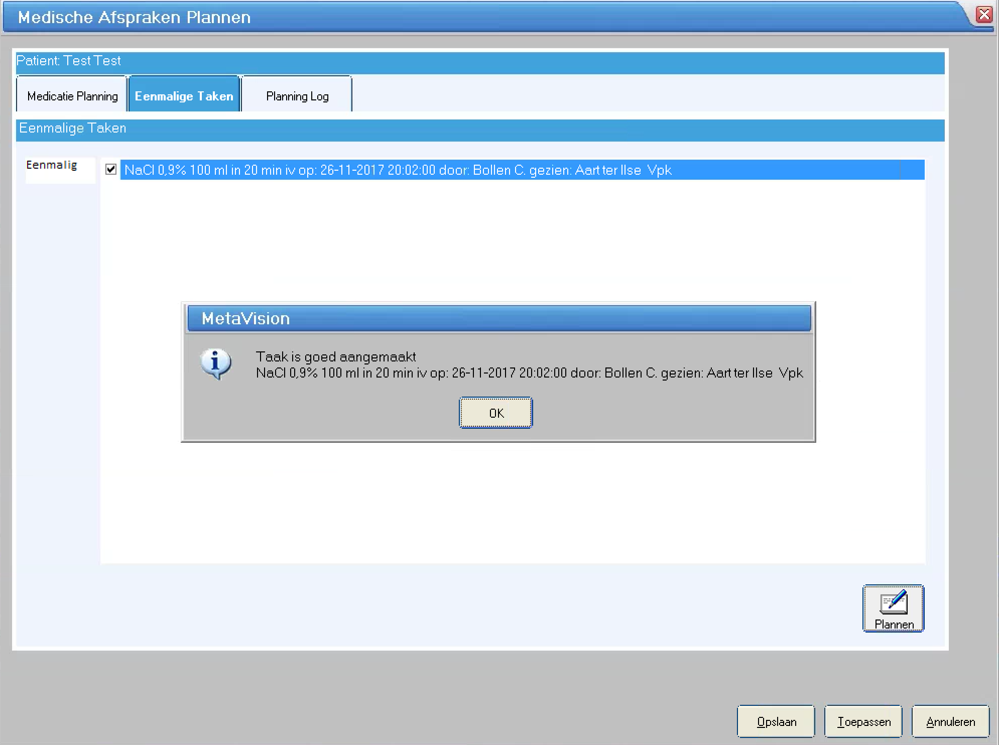 Medische Afspraken Plannen
Patient: Test Test
Medicatie Planning
Eenmalige Taken
Planning Log
Eenmalige Taken
Eenmalig
NaCl 0,9% 100 ml in 20 min iv op: 26-11-2017 20:02:00 door: Bollen C. gezien: Aart ter Ilse  Vpk
MetaVision
Taak is goed aangemaakt
NaCl 0,9% 100 ml in 20 min iv op: 26-11-2017 20:02:00 door: Bollen C. gezien: Aart ter Ilse  Vpk
OK
Plannen
Opslaan
Toepassen
Annuleren